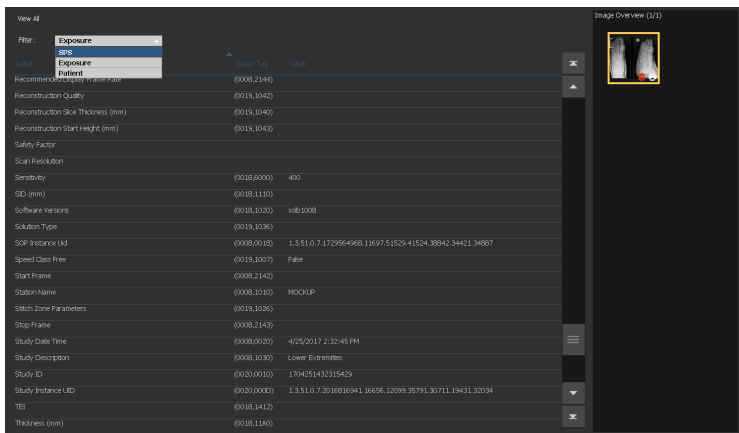 View All
Image Overview (1/1)
Filter: Exposure
SPS
Exposure
Patient
Label Dicom Tag Value
Recommended Display Frame Rate (0008,2144)
Reconstruction Quality (0019,1042)
Reconstruction Slice Thickness (mm) (0019,1040)
Reconstruction Start Height (mm) (0019,1043)
Safety Factor
Scan Resolution
Sensitivity (0018,6000) 400
SID (mm) (0018,1110)
Software Versions (0018,1020) solb1008
Solution Type (0019,1036)
SOP Instance Uid (0008,0018) 1.3.51.0.7.1729564968.11697.51529.41524.38842.34421.34887
Speed Class Free (0019,1007) False
Start Frame (0008,2142)
Station Name (0008,1010) MOCKUP
Stitch Zone Parameters (0019,1026)
Stop Frame (0008,2143)
Study Date Time (0008,0020) 4/25/2017 2:32:45 PM
Study Description (0008,1030) Lower Extremities
Study ID (0020,0010) 1704251432315429
Study Instance UID (0020,000D) 1.3.51.0.7.2016816941.16656.12099.35791.30711.19431.32034
TEI (0018,1412)
Thickness (mm) (0018,11A0)